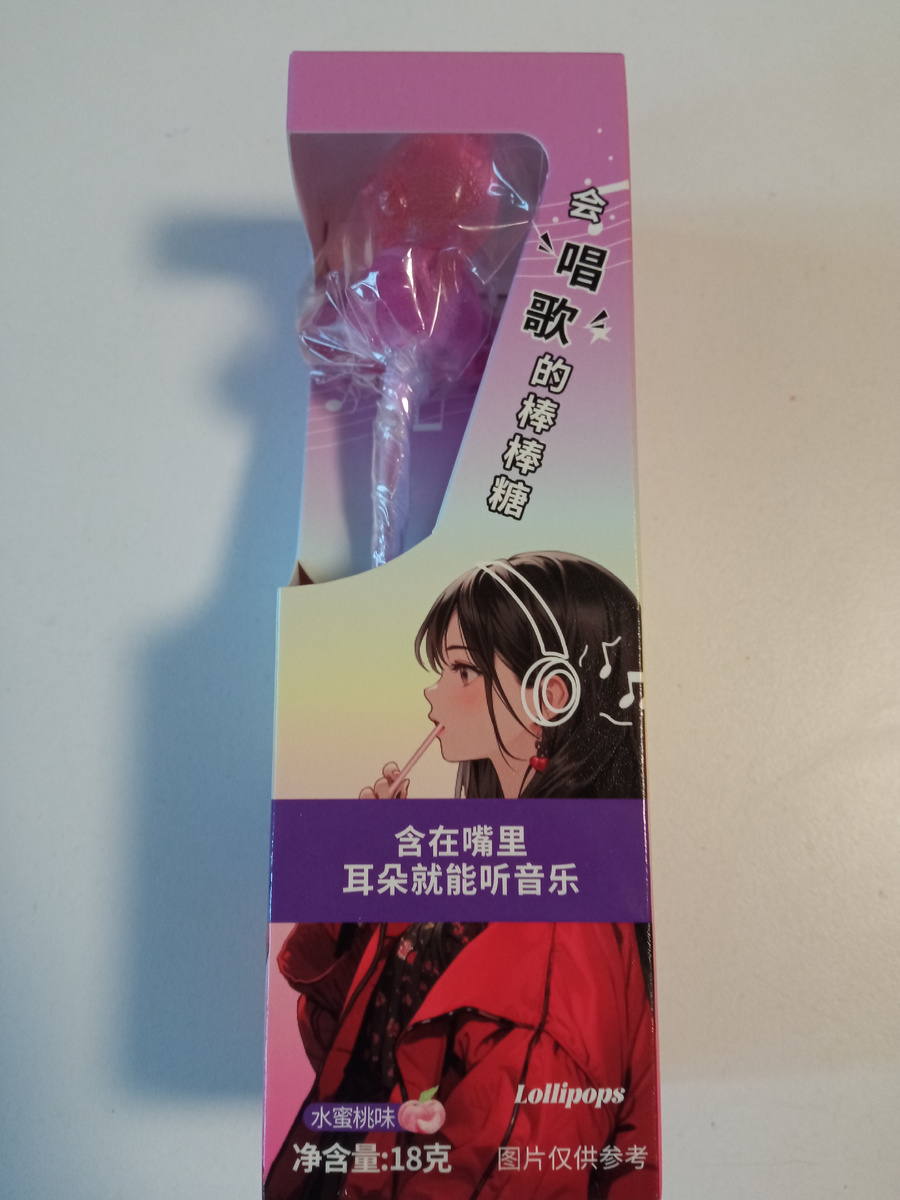 会唱歌的棒棒糖
含在嘴里
耳朵就能听音乐
Lollipops
水蜜桃味
净含量:18克
图片仅供参考